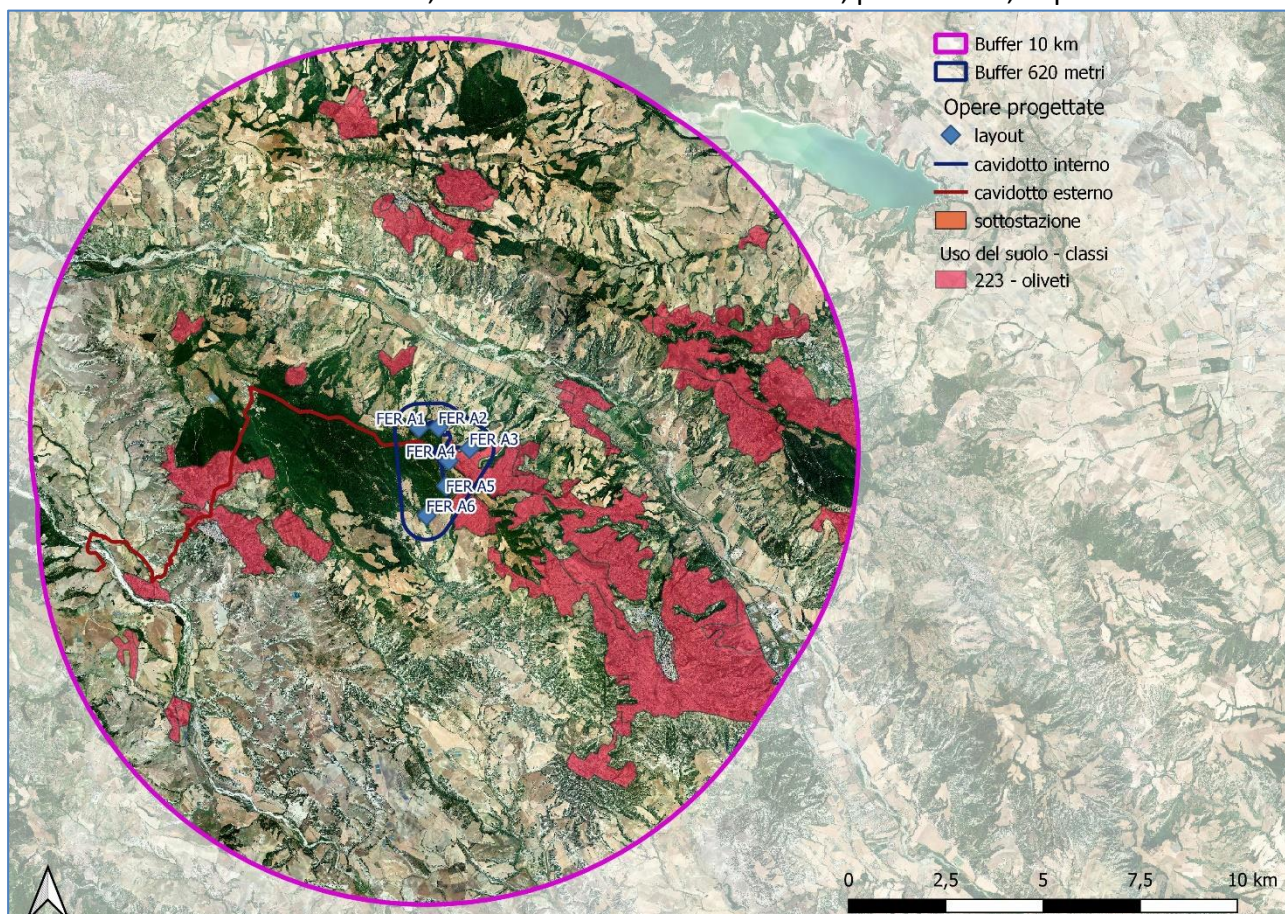 Buffer 10 km
Buffer 620 metri
Opere progettate
layout
cavidotto interno
cavidotto esterno
sottostazione
Uso del suolo - classi
223 - oliveti
FER A1 FER A2
FER A3
FER A4
FER A5
FER A6
0 2,5 5 7,5 10 km